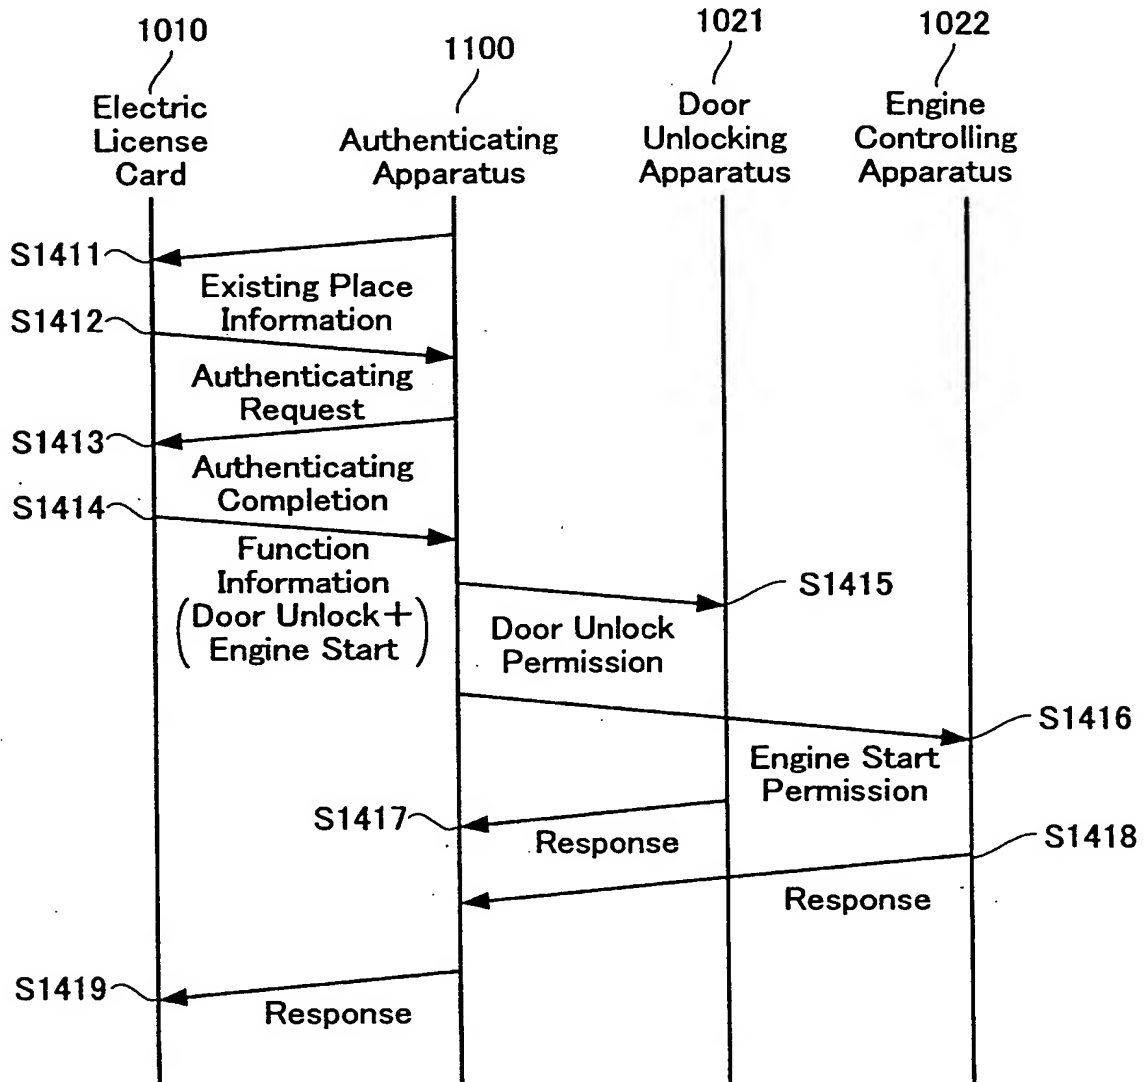 1010
1100
1021
1022
Electric
License
Card
Authenticating
Apparatus
Door
Unlocking
Apparatus
Engine
Controlling
Apparatus
S1411
Existing Place
Information
S1412
Authenticating
Request
S1413
Authenticating
Completion
S1414
Function
Information
(Door Unlock+
Engine Start)
S1415
Door Unlock
Permission
S1416
Engine Start
Permission
S1417
Response
S1418
Response
S1419
Response